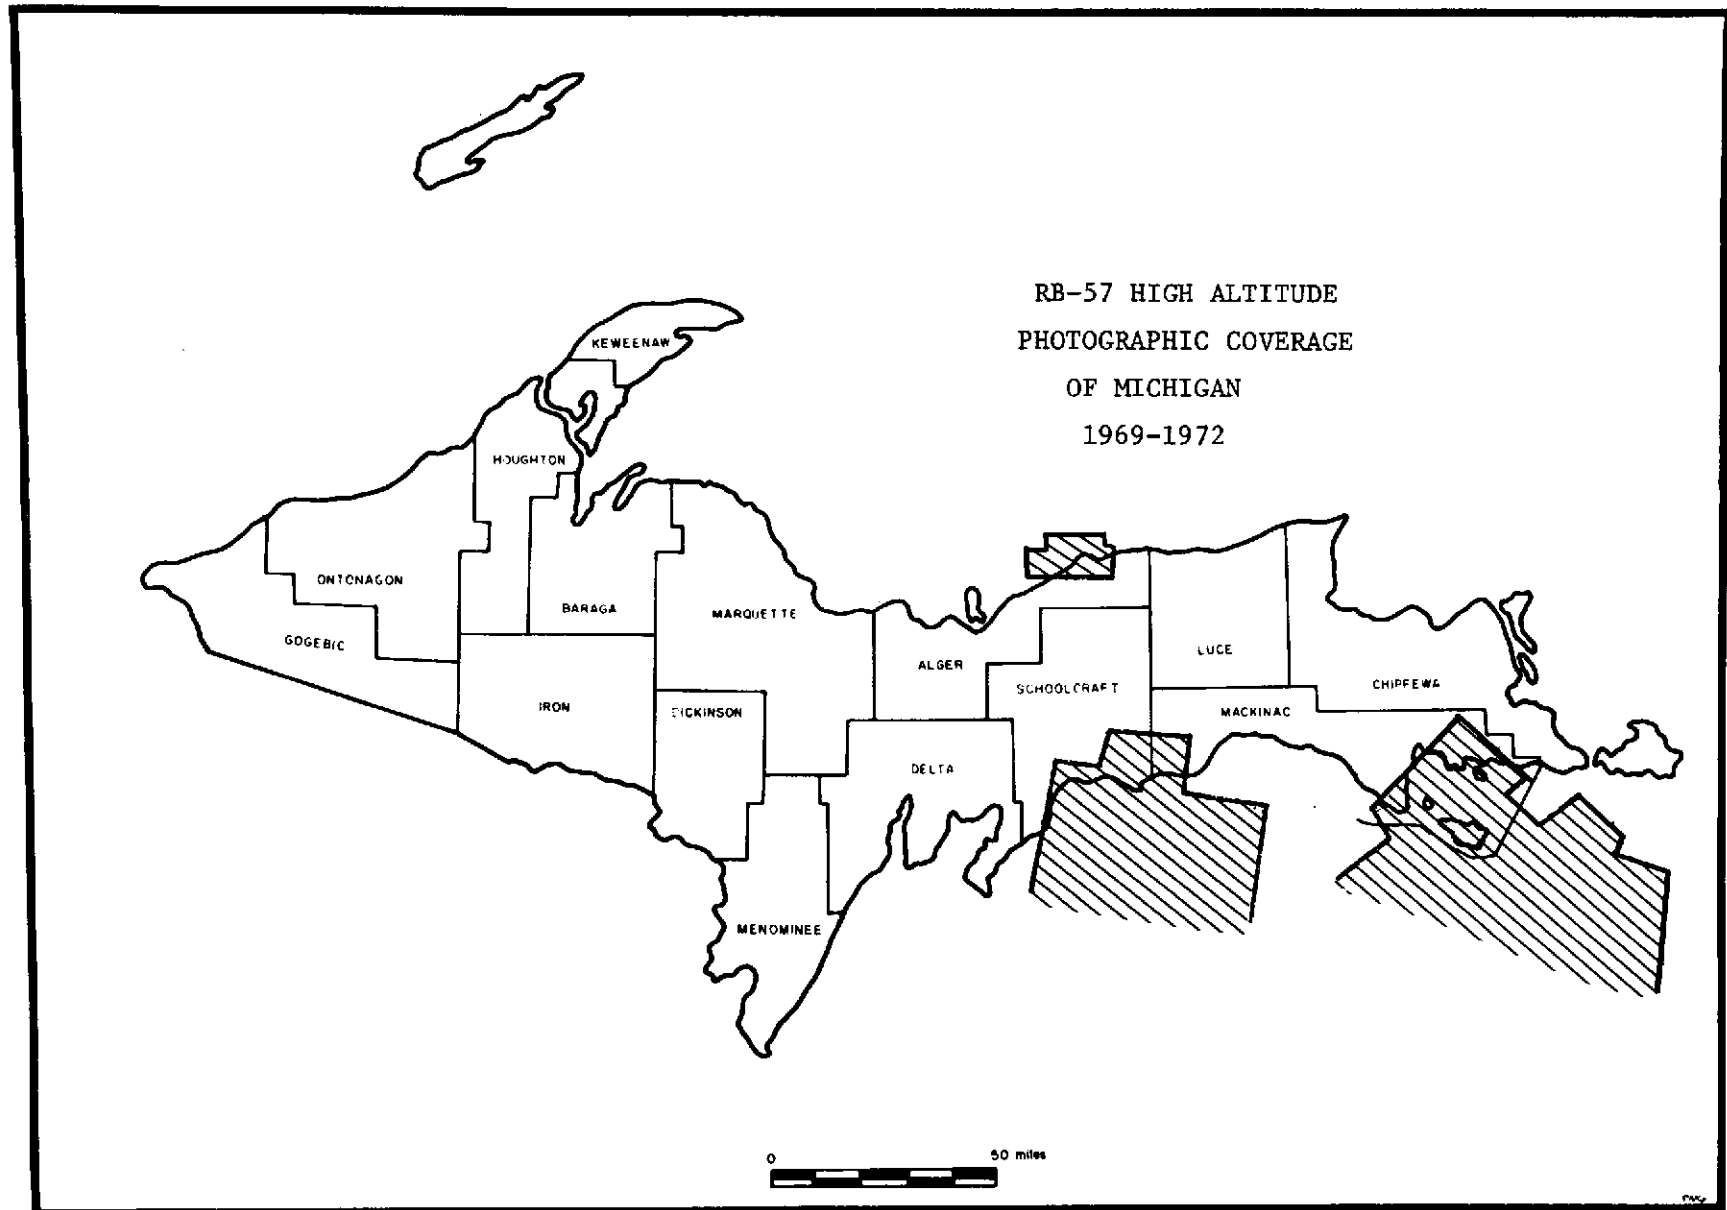 RB-57 HIGH ALTITUDE
PHOTOGRAPHIC COVERAGE
OF MICHIGAN
1969-1972
KEWEENAW
HOUGHTON
ONTONAGON
BARAGA
MARQUETTE
GOGEBIC
ALGER
LUCE
SCHOOLCRAFT
CHIPPEWA
IRON
DICKINSON
MACKINAC
DELTA
MENOMINEE
0 50 miles